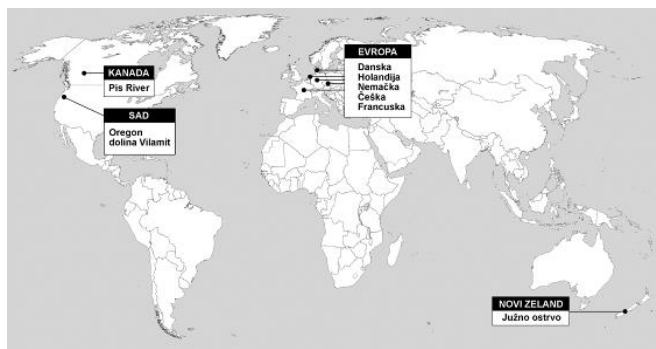 KANADA
Pis River
SAD
Oregon
dolina Vilamit
EVROPA
Danska
Holandija
Nemačka
Češka
Francuska
NOVI ZELAND
Južno ostrvo